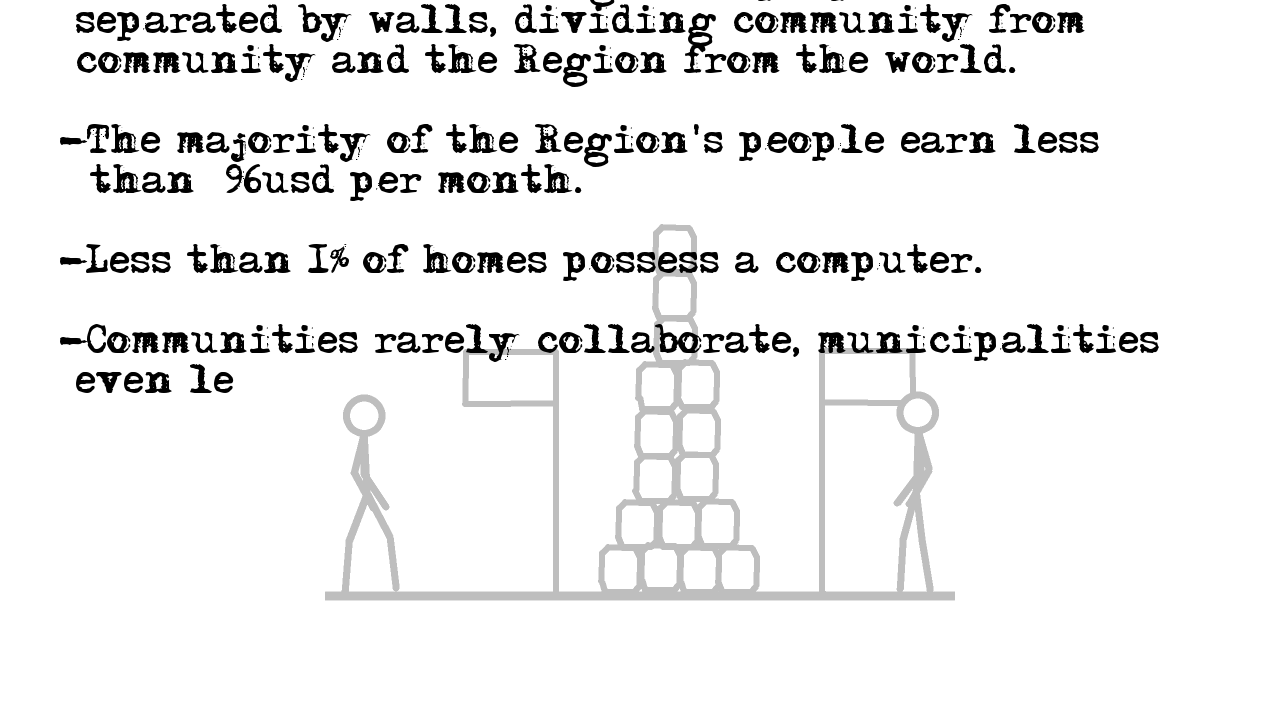 separated by walls, dividing community from
community and the Region from the world.
-The majority of the Region's people earn less
than 96usd per month.
-Less than 1% of homes possess a computer.
-Communities rarely collaborate, municipalities
even le